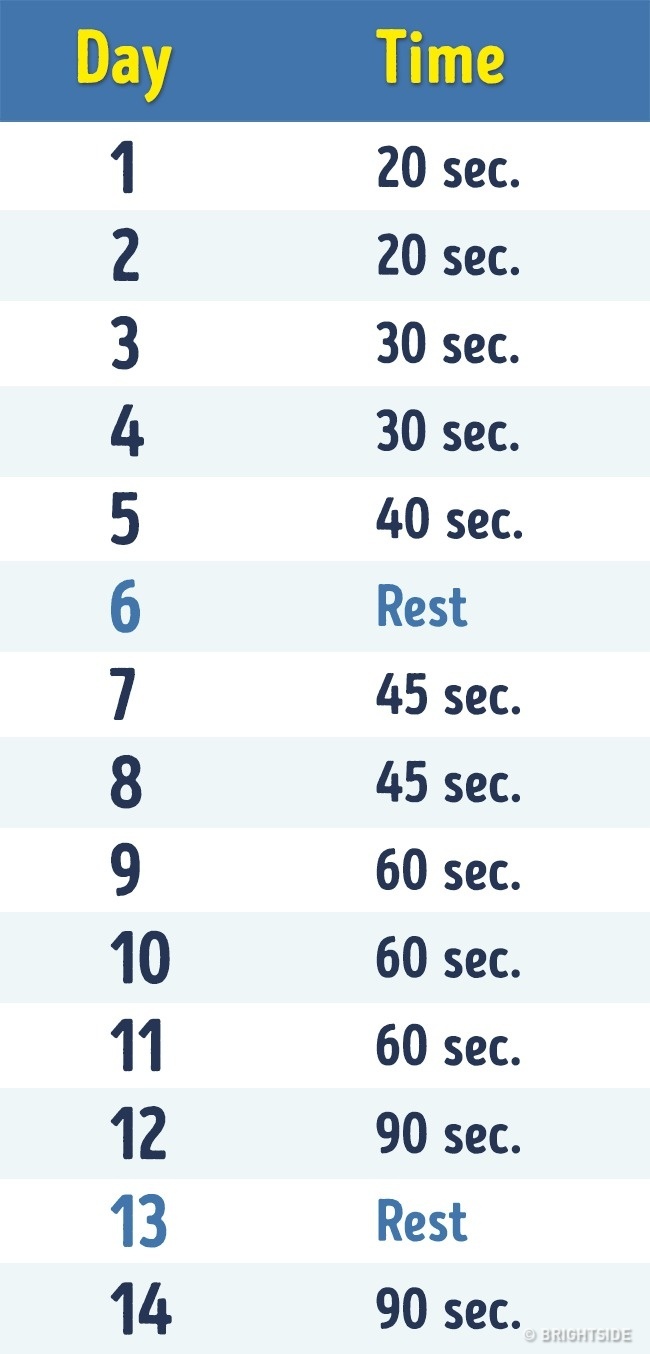 Day Time
1 20 sec.
2 20 sec.
3 30 sec.
4 30 sec.
5 40 sec.
6 Rest
7 45 sec.
8 45 sec.
9 60 sec.
10 60 sec.
11 60 sec.
12 90 sec.
13 Rest
14 90 sec.
© BRIGHTSIDE